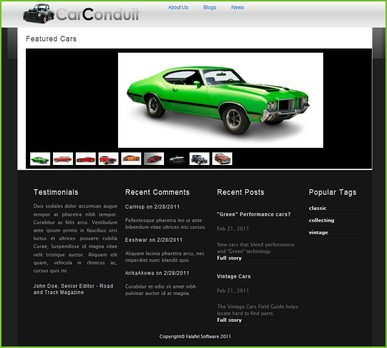 CarConduit
About Us
Blogs
News
Featured Cars
Testimonials
Duis sodales dolor accumsan augue
tempor at pharetra nibh tempor.
Curabitur ac felis arcu. Vestibulum
ante ipsum primis in faucibus orci
luctus et ultrices posuere cubilia
Curae; Suspendisse id magna vitae
velit tristique auctor. Aliquam elit
quam, vehicula in rhoncus ac,
cursus quis mi.
John Doe, Senior Editor - Road
and Track Magazine
Recent Comments
CarHop on 2/28/2011
Pellentesque pharetra leo ut ante
bibendum vitae ultrices nisi cursus.
Eeshwar on 2/28/2011
Aliquam lacinia pharetra arcu, nec
imperdiet nunc blandit quis.
ArikaAkowa on 2/28/2011
Curabitur et odio sit amet nibh
pulvinar auctor id at magna.
Recent Posts
"Green" Performance cars?
Feb 21, 2011
New cars that blend performance
and "Green" technology
Full story
Vintage Cars
Feb 21, 2011
The Vintage Cars Field Guide helps
locate hard to find parts
Full story
Popular Tags
classic
collecting
vintage
Copyright© Falafel Software 2011